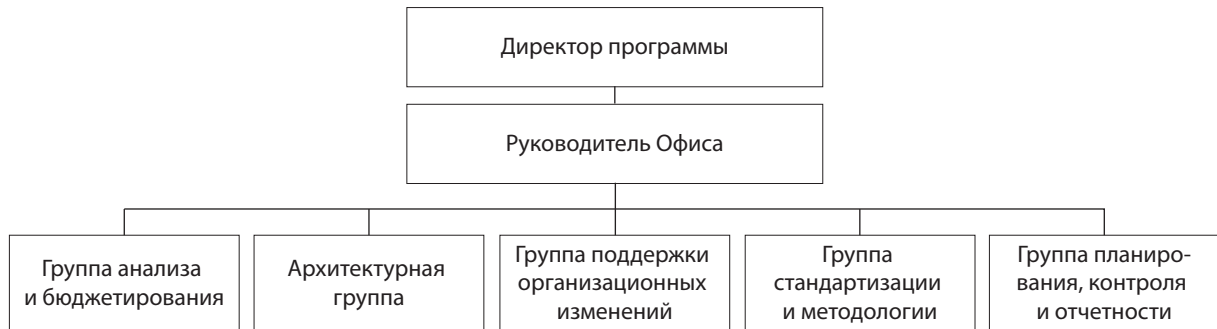 Директор программы
Руководитель Офиса
Группа анализа
и бюджетирования
Архитектурная
группа
Группа поддержки
организационных
изменений
Группа
стандартизации
и методологии
Группа планиро-
вания, контроля
и отчетности